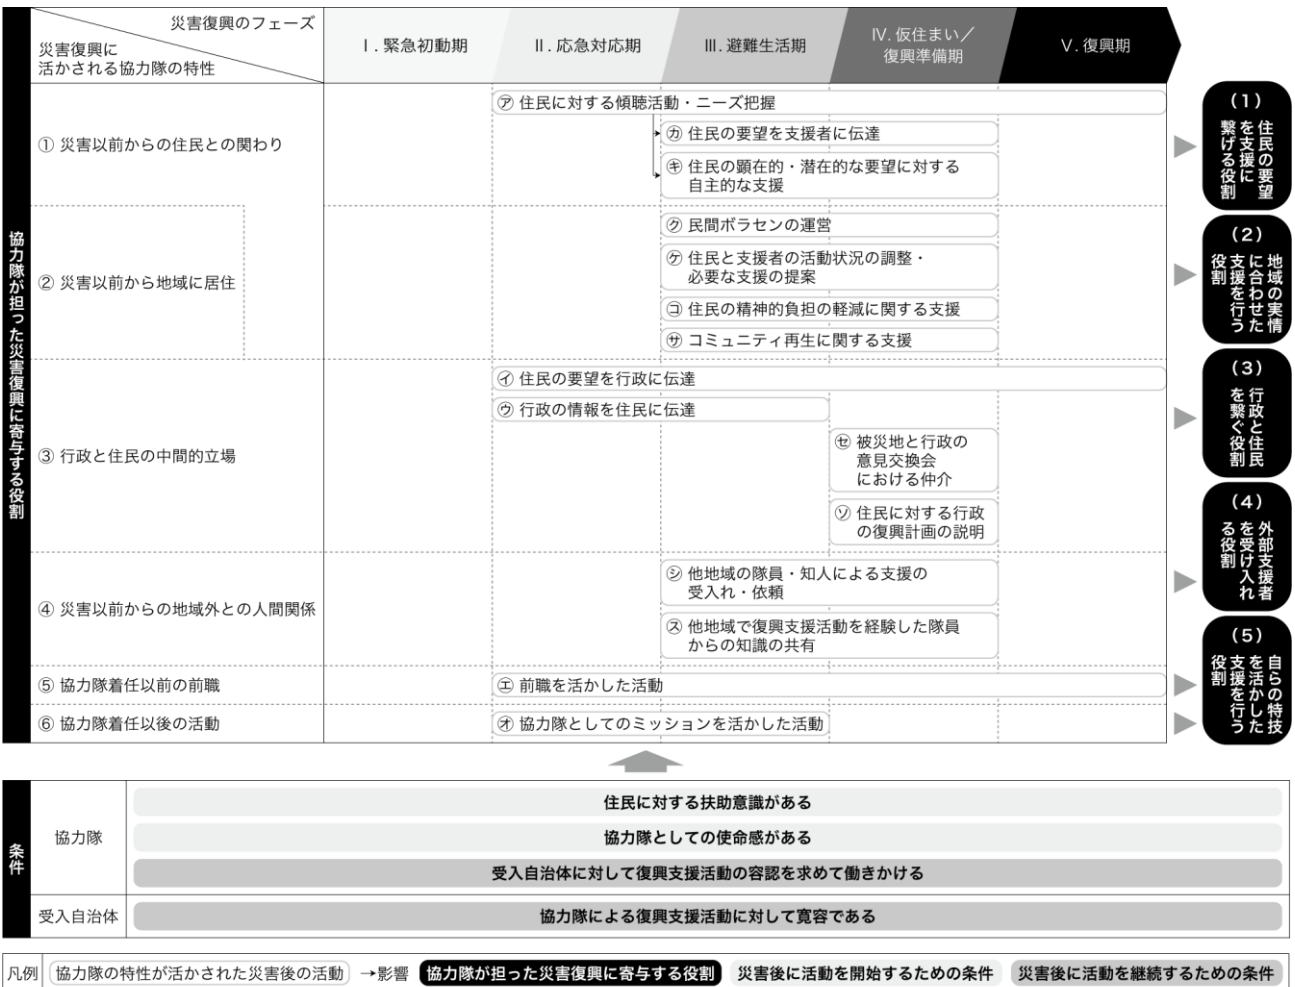 災害復興のフェーズ
災害復興に
活かされる協力隊の特性
Ⅰ. 緊急初動期
Ⅱ. 応急対応期
Ⅲ. 避難生活期
Ⅳ. 仮住まい／
復興準備期
Ⅴ. 復興期
協力隊が担った災害復興に寄与する役割
① 災害以前からの住民との関わり
㋐ 住民に対する傾聴活動・ニーズ把握
㋕ 住民の要望を支援者に伝達
㋖ 住民の顕在的・潜在的な要望に対する
自主的な支援
（1）
住民の要望
を支援に
繋げる役割
② 災害以前から地域に居住
㋗ 民間ボラセンの運営
㋘ 住民と支援者の活動状況の調整・
必要な支援の提案
㋙ 住民の精神的負担の軽減に関する支援
㋚ コミュニティ再生に関する支援
（2）
地域の実情
に合わせた
支援を行う
役割
③ 行政と住民の中間的立場
㋑ 住民の要望を行政に伝達
㋒ 行政の情報を住民に伝達
㋝ 被災地と行政の
意見交換会
における仲介
㋞ 住民に対する行政
の復興計画の説明
（3）
行政と住民
を繋ぐ役割
④ 災害以前からの地域外との人間関係
㋛ 他地域の隊員・知人による支援の
受入れ・依頼
㋜ 他地域で復興支援活動を経験した隊員
からの知識の共有
（4）
外部支援者
を受け入れ
る役割
⑤ 協力隊着任以前の前職
㋓ 前職を活かした活動
⑥ 協力隊着任以後の活動
㋔ 協力隊としてのミッションを活かした活動
（5）
自らの特技
を活かした
支援を行う
役割
条件
協力隊
住民に対する扶助意識がある
協力隊としての使命感がある
受入自治体に対して復興支援活動の容認を求めて働きかける
受入自治体
協力隊による復興支援活動に対して寛容である
凡例
協力隊の特性が活かされた災害後の活動
→影響
協力隊が担った災害復興に寄与する役割
災害後に活動を開始するための条件
災害後に活動を継続するための条件